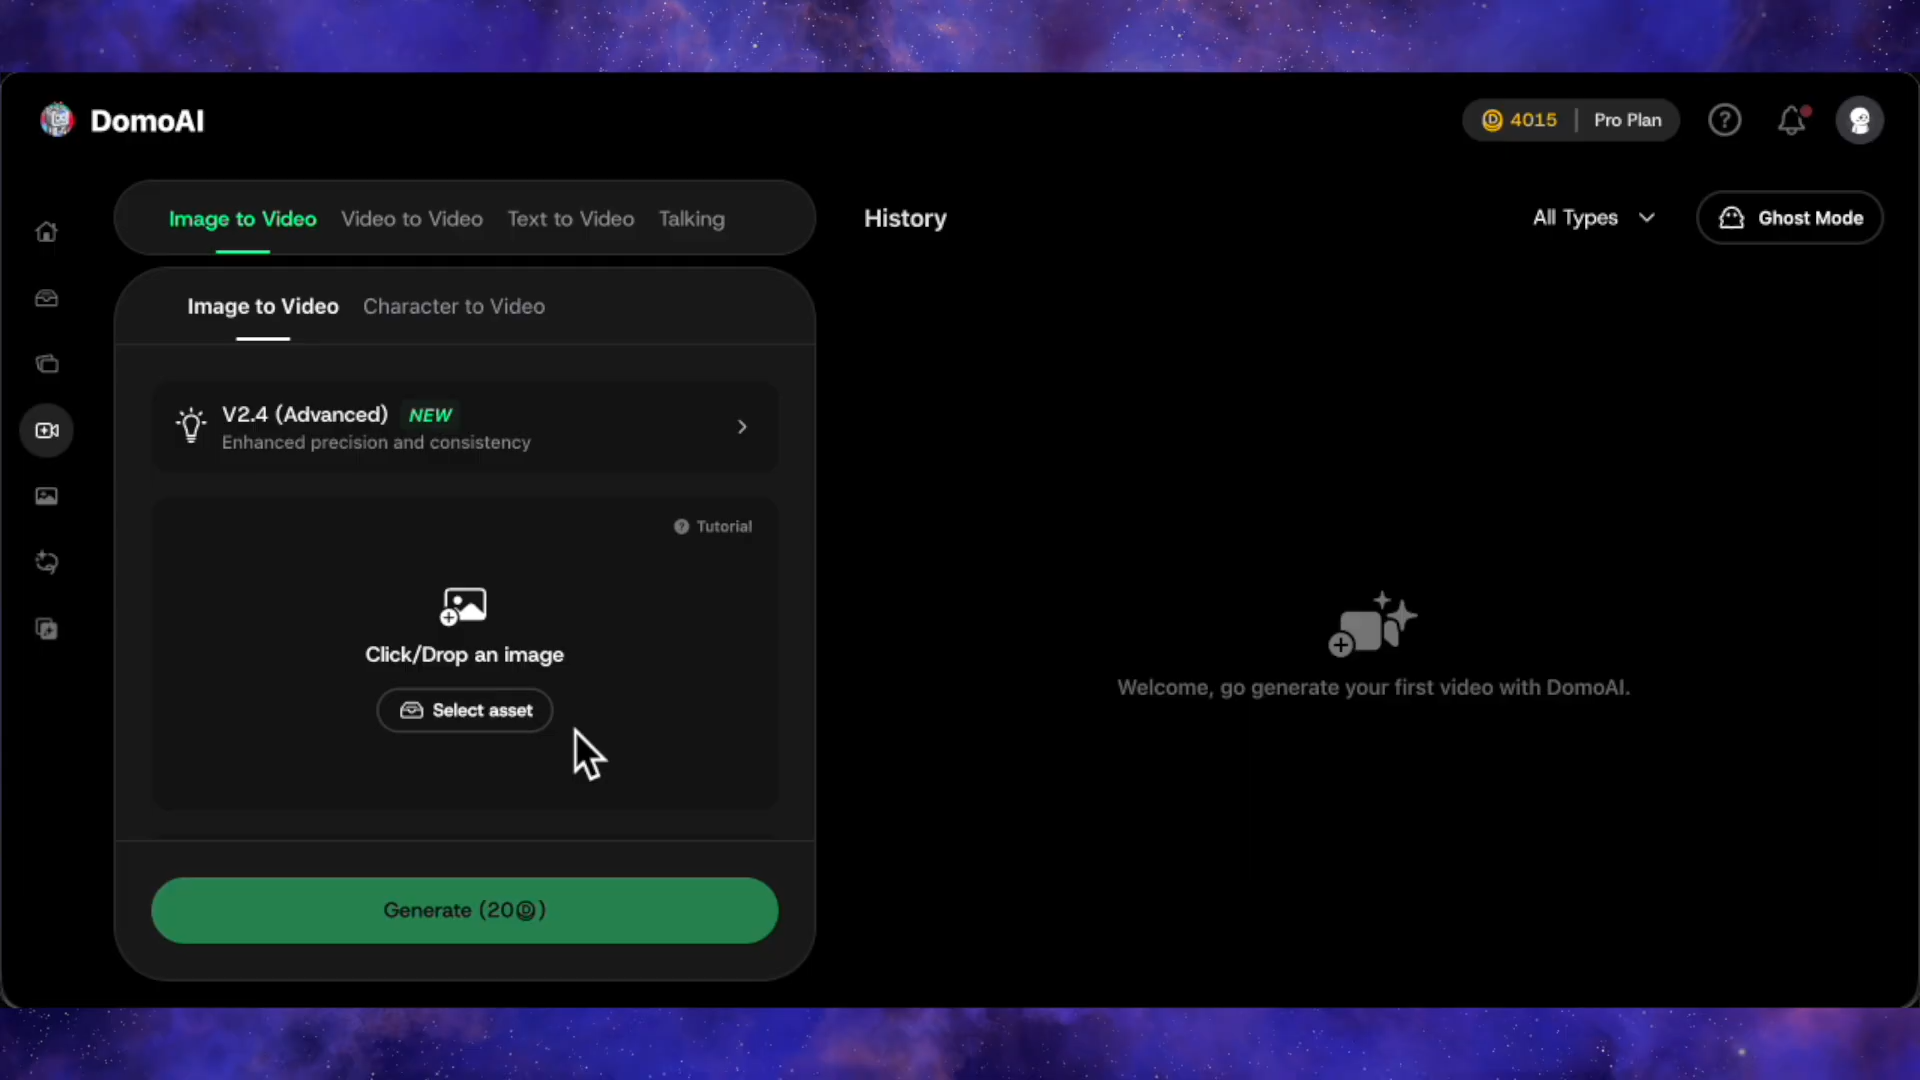 DomoAI
4015 | Pro Plan
Image to Video Video to Video Text to Video Talking
History
All Types
Ghost Mode
Image to Video Character to Video
V2.4 (Advanced) NEW
Enhanced precision and consistency
Tutorial
Click/Drop an image
Select asset
Welcome, go generate your first video with DomoAI.
Generate (20)